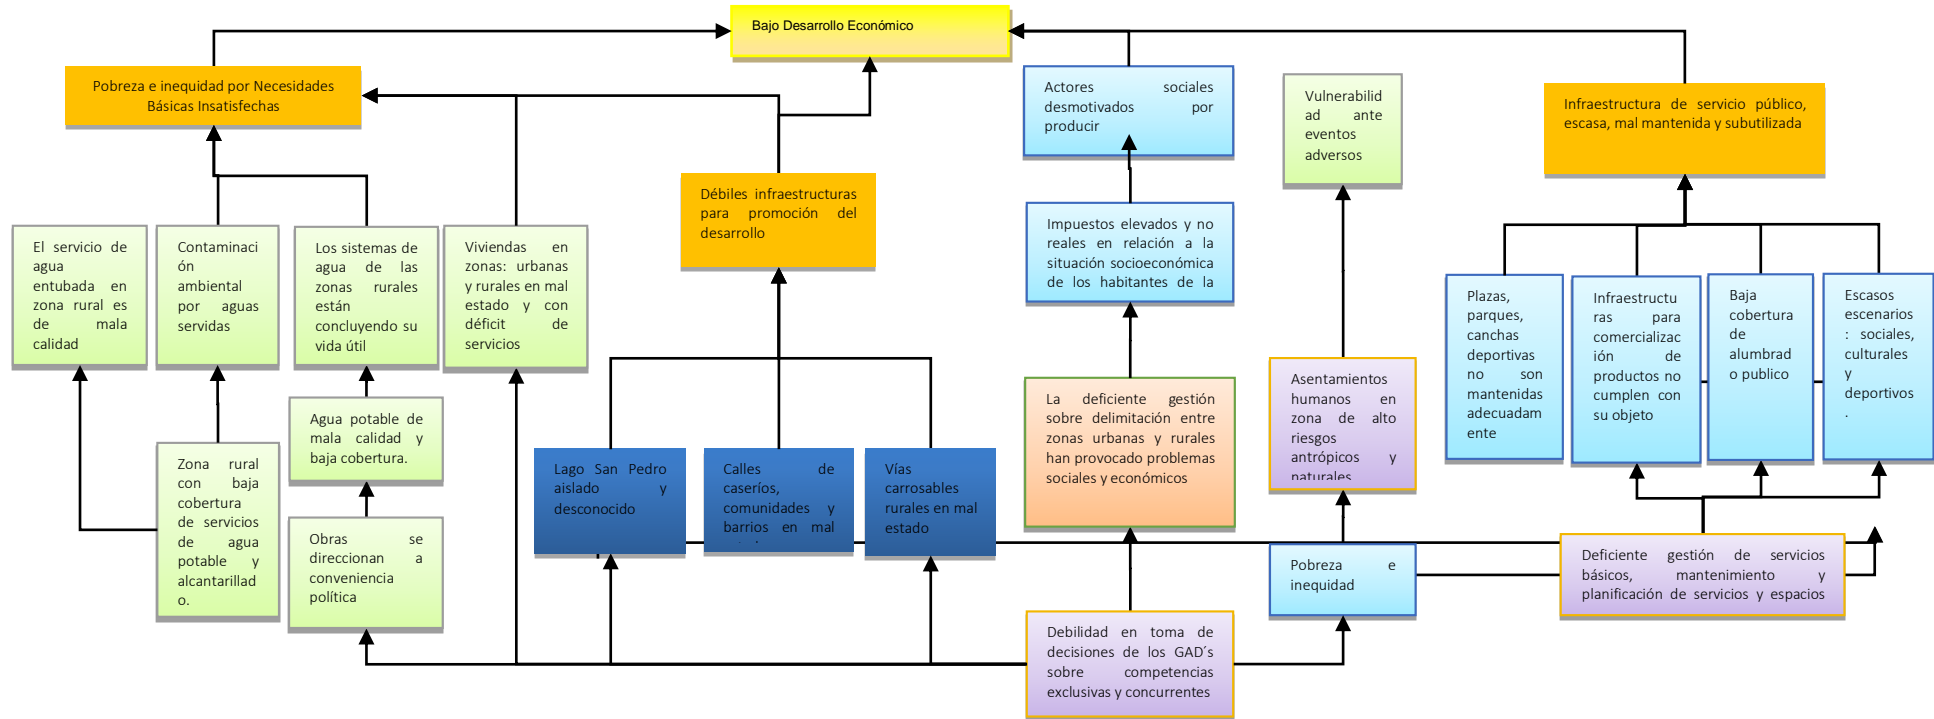 Bajo Desarrollo Económico
Pobreza e inequidad por Necesidades
Básicas Insatisfechas
Actores sociales
desmotivados por
producir
Vulnerabilid
ad ante
eventos
adversos
Infraestructura de servicio público,
escasa, mal mantenida y subutilizada
Débiles infraestructuras
para promoción del
desarrollo
Impuestos elevados y no
reales en relación a la
situación socioeconómica
de los habitantes de la
El servicio de
agua
entubada en
zona rural es
de mala
calidad
Contaminaci
ón
ambiental
por aguas
servidas
Los sistemas de
agua de las
zonas rurales
están
concluyendo su
vida útil
Viviendas en
zonas: urbanas
y rurales en mal
estado y con
déficit de
servicios
Plazas,
parques,
canchas
deportivas
no son
mantenidas
adecuadam
ente
Infraestructu
ras para
comercializac
ión de
productos no
cumplen con
su objeto
Baja
cobertura
de
alumbrad
o publico
Escasos
escenarios
: sociales,
culturales
y
deportivos
.
Agua potable de
mala calidad y
baja cobertura.
La deficiente gestión
sobre delimitación entre
zonas urbanas y rurales
han provocado problemas
sociales y económicos
Asentamientos
humanos en
zona de alto
riesgos
antrópicos y
naturales
Zona rural
con baja
cobertura
de servicios
de agua
potable y
alcantarillad
o.
Lago San Pedro
aislado y
desconocido
Calles de
caseríos,
comunidades y
barrios en mal
Vías
carrosables
rurales en mal
estado
Obras se
direccionan a
conveniencia
política
Pobreza e
inequidad
Deficiente gestión de servicios
básicos, mantenimiento y
planificación de servicios y espacios
Debilidad en toma de
decisiones de los GAD´s
sobre competencias
exclusivas y concurrentes